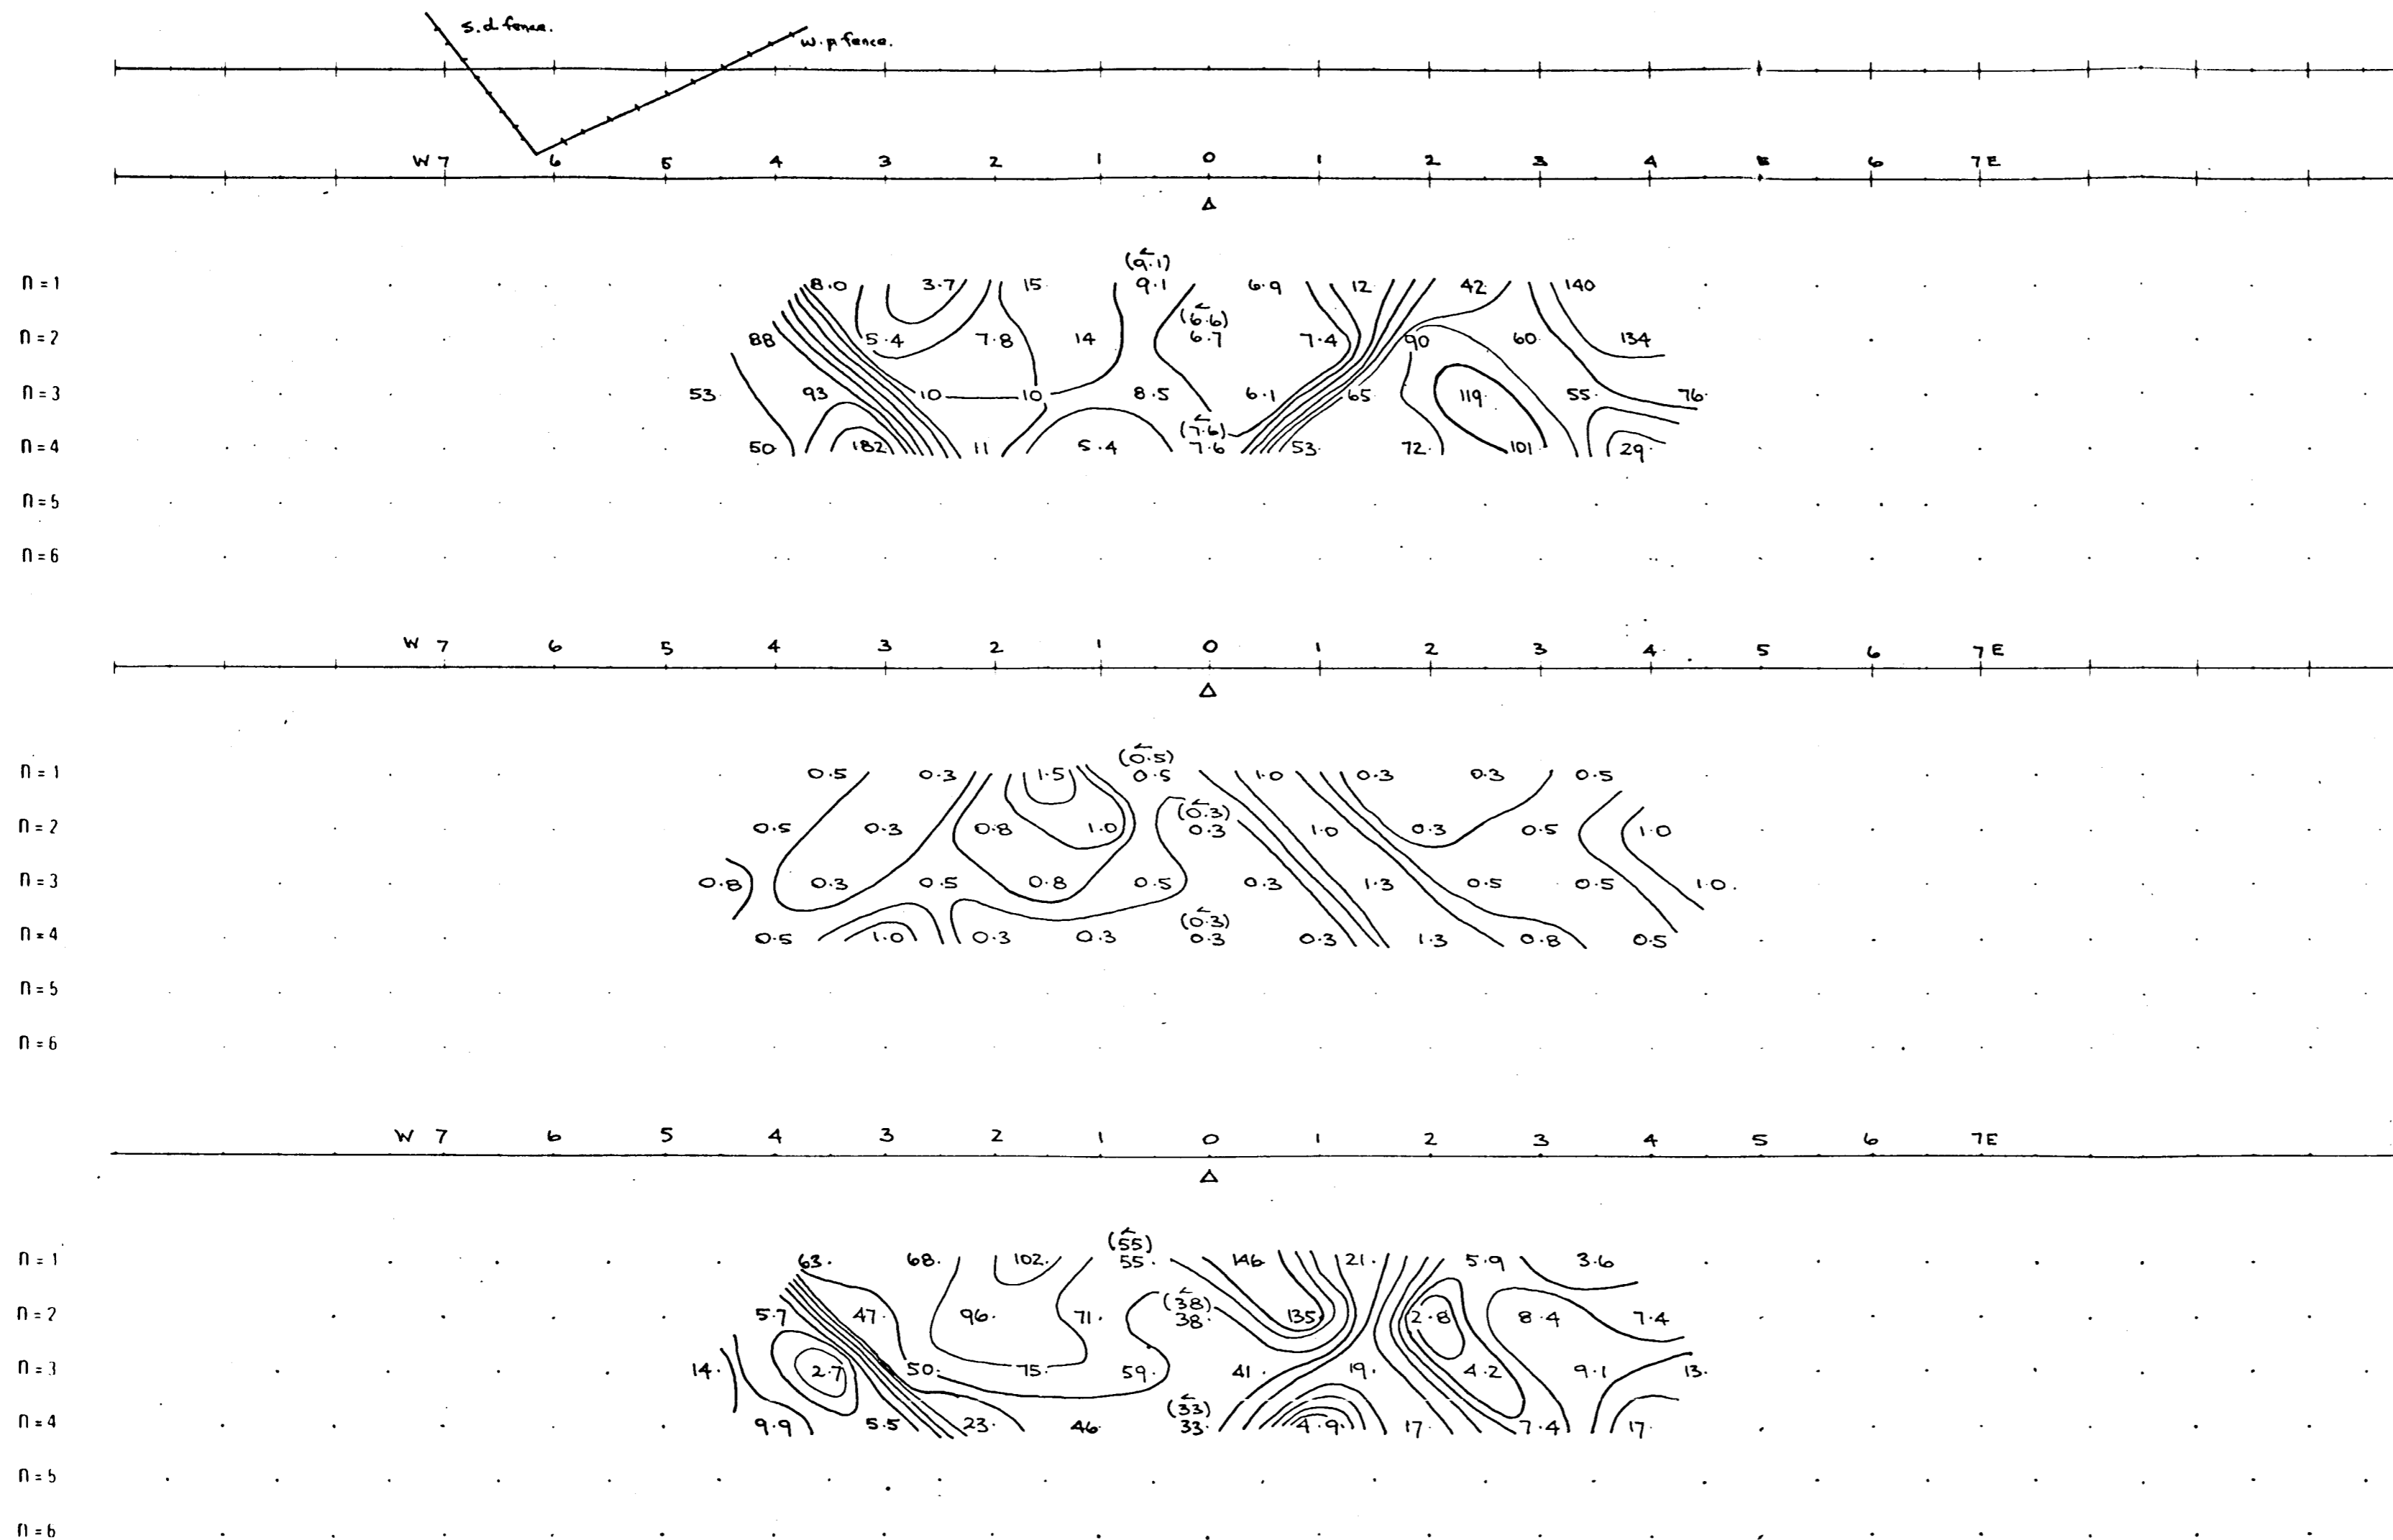 s.d fence.
w.p fence.
W 7 6 5 4 3 2 1 0 1 2 3 4 5 6 7E
Δ
(9.1)
n = 1 8.0 3.7 15 9.1 6.9 12 42 140
(6.6)
n = 2 88 5.4 7.8 14 6.7 7.4 90 60 134
n = 3 53 93 10 10 8.5 6.1 65 119 55 76
(7.6)
n = 4 50 182 11 5.4 7.6 53 72 101 29
n = 5
n = 6
W 7 6 5 4 3 2 1 0 1 2 3 4 5 6 7E
Δ
(0.5)
n = 1 0.5 0.3 1.5 0.5 1.0 0.3 0.3 0.5
(0.3)
n = 2 0.5 0.3 0.8 1.0 0.3 1.0 0.3 0.5 1.0
n = 3 0.8 0.3 0.5 0.8 0.5 0.3 1.3 0.5 0.5 1.0
(0.3)
n = 4 0.5 1.0 0.3 0.3 0.3 0.3 1.3 0.8 0.5
n = 5
n = 6
W 7 6 5 4 3 2 1 0 1 2 3 4 5 6 7E
Δ
(55)
n = 1 63 68 102 55 146 21 5.9 3.6
(38)
n = 2 5.7 47 96 71 38 135 2.8 8.4 7.4
n = 3 14 2.7 50 75 59 41 19 4.2 9.1 13
(33)
n = 4 9.9 5.5 23 46 33 4.9 17 7.4 17
n = 5
n = 6